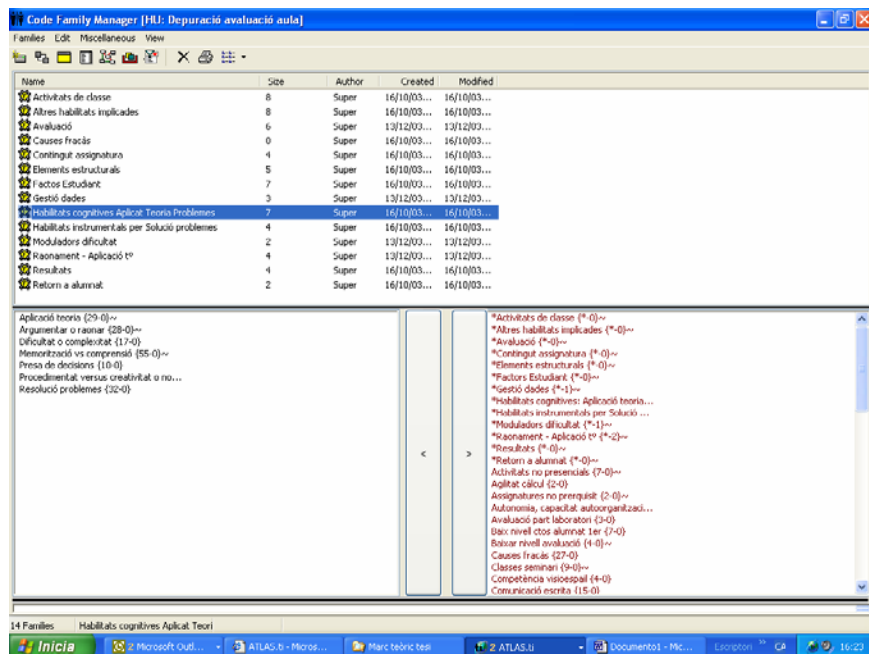 Code Family Manager [HU: Depuració avaluació aula]
Families Edit Miscellaneous View
Name Size Author Created Modified
Activitats de classe 8 Super 16/10/03... 16/10/03...
Altres habilitats implicades 8 Super 16/10/03... 16/10/03...
Avaluació 6 Super 13/12/03... 13/12/03...
Causes fracàs 0 Super 16/10/03... 16/10/03...
Contingut assignatura 4 Super 16/10/03... 16/10/03...
Elements estructurals 5 Super 16/10/03... 16/10/03...
Factos Estudiant 7 Super 16/10/03... 16/10/03...
Gestió dades 3 Super 13/12/03... 13/12/03...
Habilitats cognitives Aplicat Teoria Problemes 7 Super 16/10/03... 16/10/03...
Habilitats instrumentals per Solució problemes 4 Super 16/10/03... 16/10/03...
Moduladors dificultat 2 Super 13/12/03... 13/12/03...
Raonament - Aplicació tº 4 Super 13/12/03... 13/12/03...
Resultats 4 Super 16/10/03... 16/10/03...
Retorn a alumnat 2 Super 16/10/03... 16/10/03...
Aplicació teoria {29-0}~
Argumentar o raonar {28-0}~
Dificultat o complexitat {17-0}
Memorització vs comprensió {55-0}~
Presa de decisions {10-0}
Procedimentat versus creativitat o no...
Resolució problemes {32-0}
< >
*Activitats de classe {*-0}~
*Altres habilitats implicades {*-0}~
*Avaluació {*-0}~
*Contingut assignatura {*-0}~
*Elements estructurals {*-0}~
*Factors Estudiant {*-0}~
*Gestió dades {*-1}~
*Habilitats cognitives: Aplicació teoria...
*Habilitats instrumentals per Solució ...
*Moduladors dificultat {*-1}~
*Raonament - Aplicació tº {*-2}~
*Resultats {*-0}~
*Retorn a alumnat {*-0}~
Activitats no presencials {7-0}~
Agilitat càlcul {2-0}
Assignatures no prerquisit {2-0}~
Autonomia, capacitat autoorganitzaci...
Avaluació part laboratori {3-0}
Baix nivell ctos alumnat 1er {7-0}
Baixar nivell avaluació {4-0}~
Causes fracàs {27-0}
Classes seminari {9-0}~
Competència visioespail {4-0}
Comunicació escrita {15-0}
14 Families Habilitats cognitives Aplicat Teori
Inicia 2 Microsoft Outl... ATLAS.ti - Micros... Marc teòric tesi 2 ATLAS.ti Documento1 - Mic... Escriptori » CA 16:23